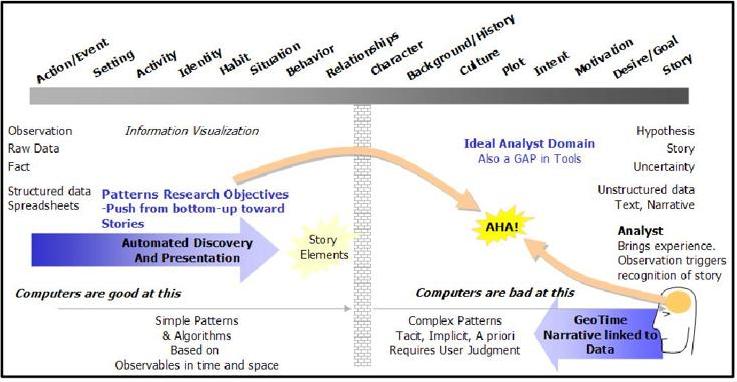 Action/Event
Setting
Activity
Identity
Habit
Situation
Behavior
Relationships
Character
Background/History
Culture
Plot
Intent
Motivation
Desire/Goal
Story
Observation
Raw Data
Fact
Structured data
Spreadsheets
Information Visualization
Patterns Research Objectives
-Push from bottom-up toward
Stories
Automated Discovery
And Presentation
Story
Elements
Computers are good at this
Simple Patterns
& Algorithms
Based on
Observables in time and space
Ideal Analyst Domain
Also a GAP in Tools
AHA!
Hypothesis
Story
Uncertainty
Unstructured data
Text, Narrative
Analyst
Brings experience.
Observation triggers
recognition of story
Computers are bad at this
Complex Patterns
Tacit, Implicit, A priori
Requires User Judgment
GeoTime
Narrative linked to
Data